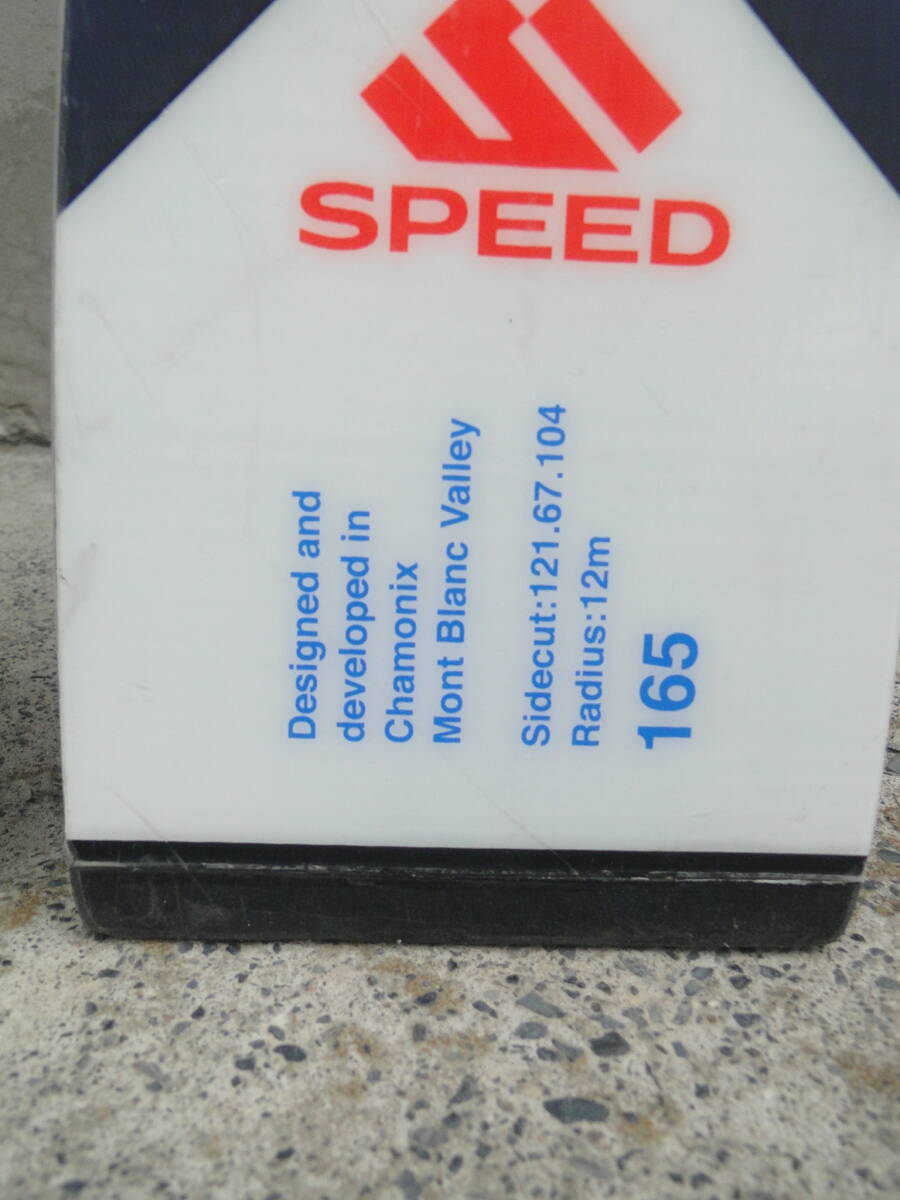 SPEED
Designed and
developed in
Chamonix
Mont Blanc Valley
Sidecut:121.67.104
Radius:12m
165